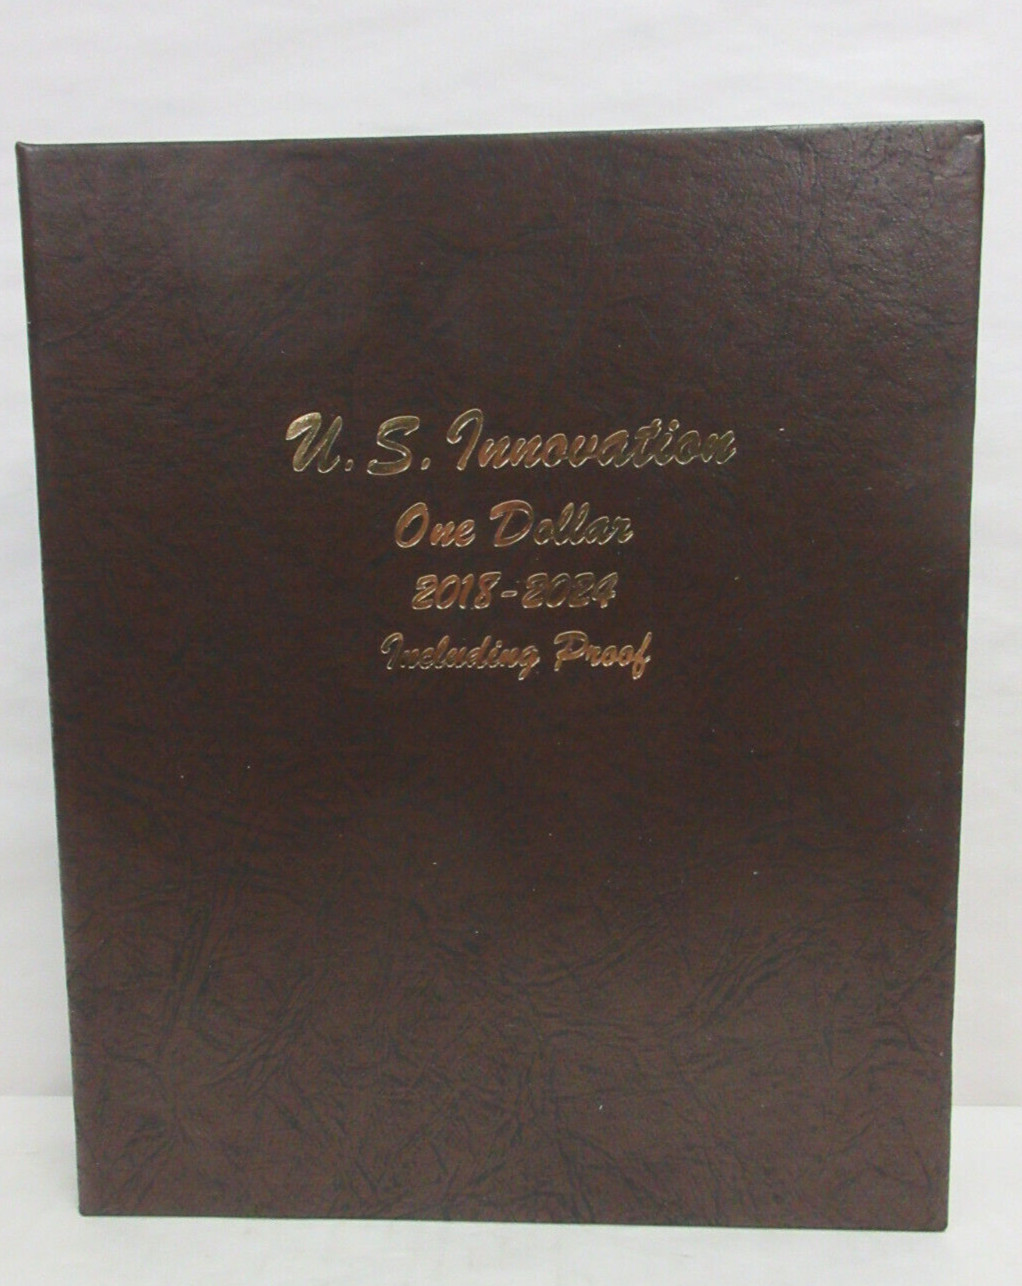 U.S. Innovation
One Dollar
2018-2024
Including Proof